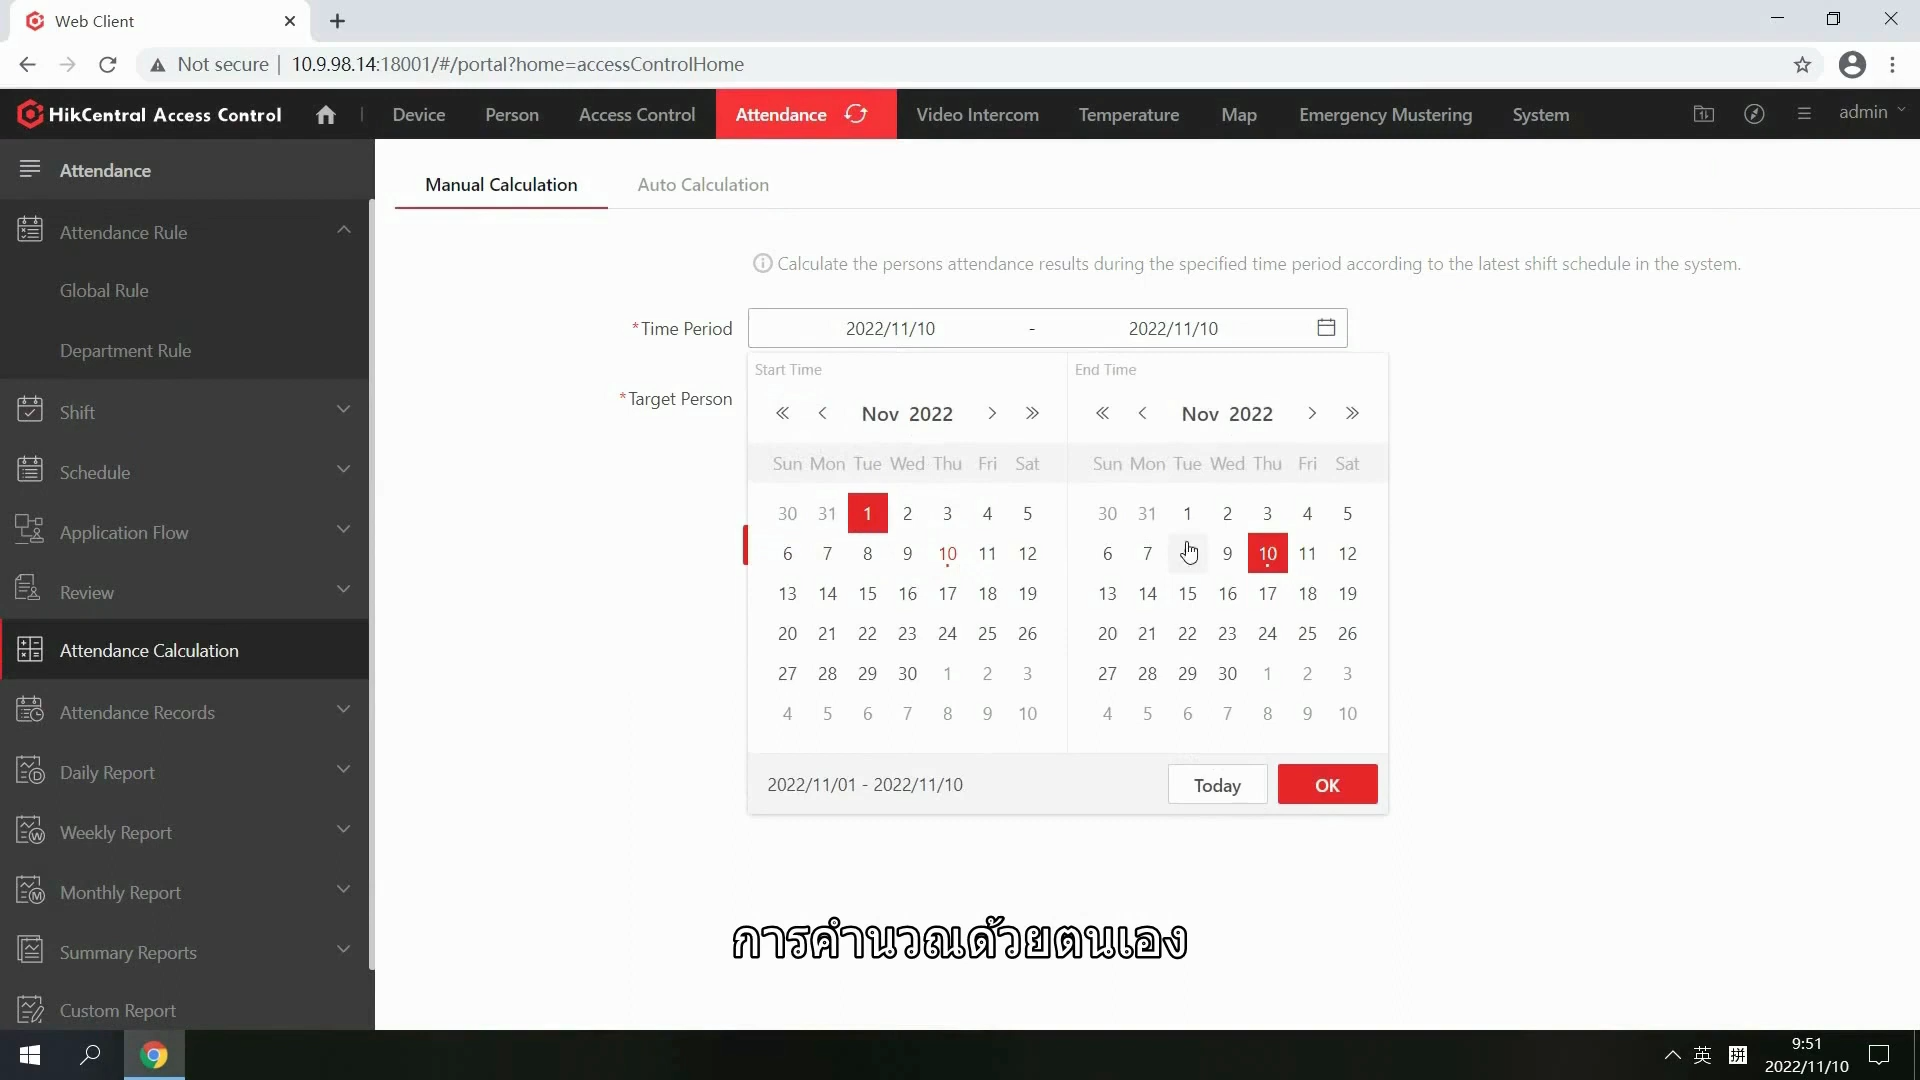 Web Client
Not secure | 10.9.98.14:18001/#/portal?home=accessControlHome
HikCentral Access Control
Device Person Access Control Attendance Video Intercom Temperature Map Emergency Mustering System admin
Attendance
Attendance Rule
Global Rule
Department Rule
Shift
Schedule
Application Flow
Review
Attendance Calculation
Attendance Records
Daily Report
Weekly Report
Monthly Report
Summary Reports
Custom Report
Manual Calculation Auto Calculation
Calculate the persons attendance results during the specified time period according to the latest shift schedule in the system.
*Time Period 2022/11/10 - 2022/11/10
*Target Person
Start Time
« ‹ Nov 2022 › »
Sun Mon Tue Wed Thu Fri Sat
30 31 1 2 3 4 5
6 7 8 9 10 11 12
13 14 15 16 17 18 19
20 21 22 23 24 25 26
27 28 29 30 1 2 3
4 5 6 7 8 9 10
End Time
« ‹ Nov 2022 › »
Sun Mon Tue Wed Thu Fri Sat
30 31 1 2 3 4 5
6 7 9 10 11 12
13 14 15 16 17 18 19
20 21 22 23 24 25 26
27 28 29 30 1 2 3
4 5 6 7 8 9 10
2022/11/01 - 2022/11/10
Today OK
การคำนวณด้วยตนเอง
英 拼
9:51
2022/11/10